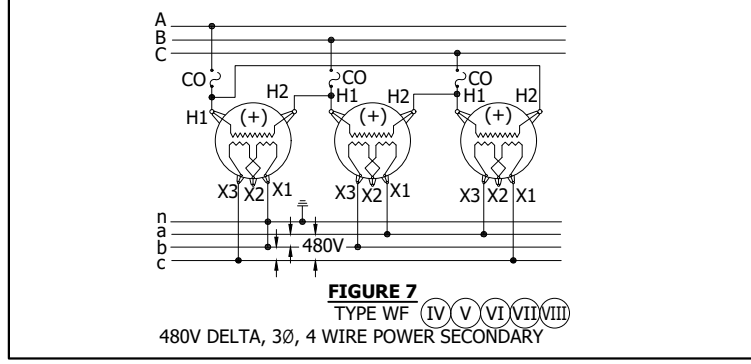 A
B
C
CO CO CO
H2 H1 H2 H1 H2
H1 (+) (+) (+)
X3 X2 X1 X3 X2 X1 X3 X2 X1
n
a
b 480V
c
FIGURE 7
TYPE WF IV V VI VII VIII
480V DELTA, 3Ø, 4 WIRE POWER SECONDARY